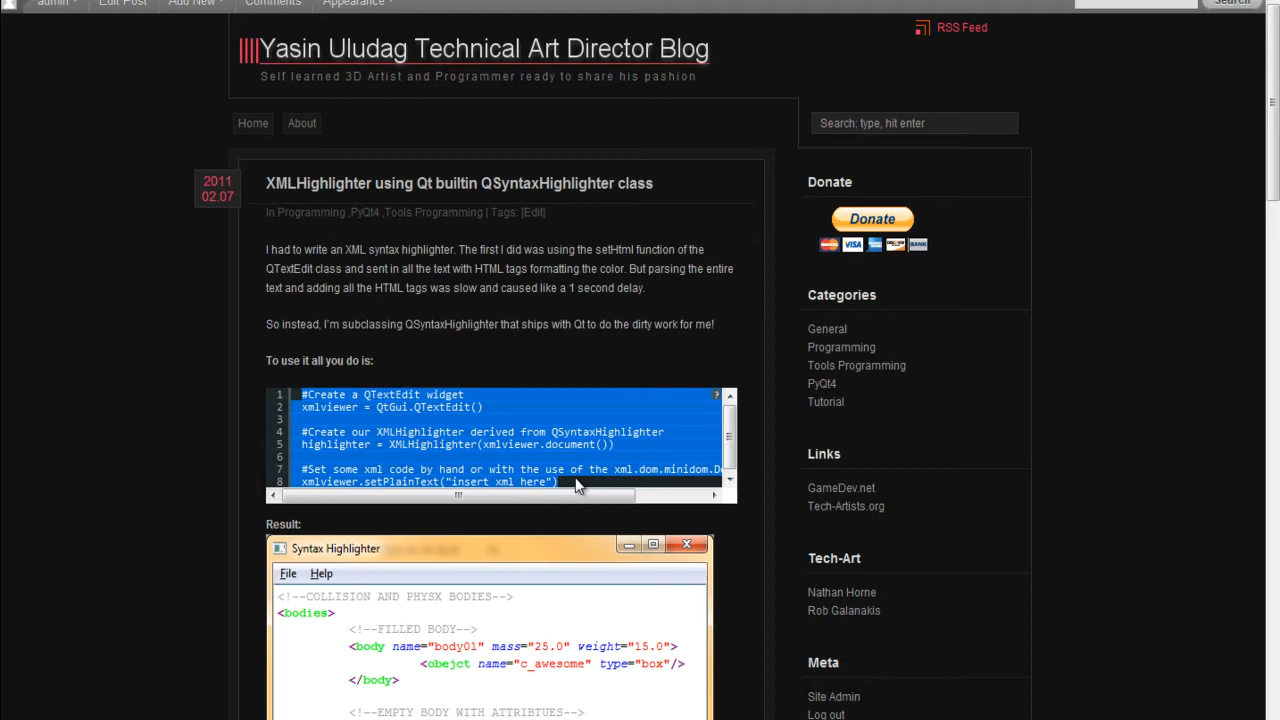 admin
Edit Post
Add New
Comments
Appearance
Search
RSS Feed
Yasin Uludag Technical Art Director Blog
Self learned 3D Artist and Programmer ready to share his pashion
Home
About
Search: type, hit enter
2011
02.07
XMLHighlighter using Qt builtin QSyntaxHighlighter class
In Programming ,PyQt4 ,Tools Programming | Tags: [Edit]
I had to write an XML syntax highlighter. The first I did was using the setHtml function of the
QTextEdit class and sent in all the text with HTML tags formatting the color. But parsing the entire
text and adding all the HTML tags was slow and caused like a 1 second delay.
So instead, I'm subclassing QSyntaxHighlighter that ships with Qt to do the dirty work for me!
To use it all you do is:
1 #Create a QTextEdit widget
2 xmlviewer = QtGui.QTextEdit()
3
4 #Create our XMLHighlighter derived from QSyntaxHighlighter
5 highlighter = XMLHighlighter(xmlviewer.document())
6
7 #Set some xml code by hand or with the use of the xml.dom.minidom.D
8 xmlviewer.setPlainText("insert xml here")
?
Result:
Syntax Highlighter
File Help
<!--COLLISION AND PHYSX BODIES-->
<bodies>
<!--FILLED BODY-->
<body name="body01" mass="25.0" weight="15.0">
<obejct name="c_awesome" type="box"/>
</body>
<!--EMPTY BODY WITH ATTRIBTUES-->
Donate
Donate
VISA
BANK
Categories
General
Programming
Tools Programming
PyQt4
Tutorial
Links
GameDev.net
Tech-Artists.org
Tech-Art
Nathan Horne
Rob Galanakis
Meta
Site Admin
Log out